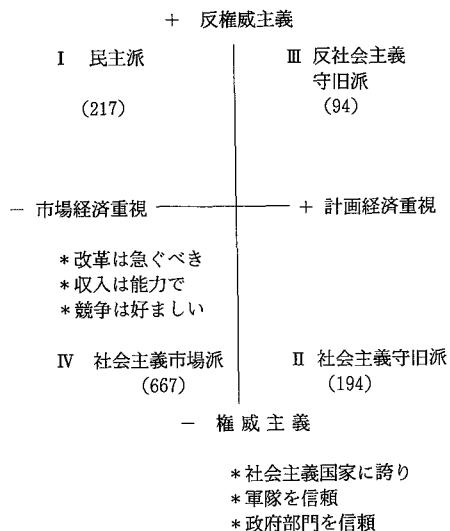 + 反権威主義
I 民主派
(217)
III 反社会主義
守旧派
(94)
− 市場経済重視
+ 計画経済重視
*改革は急ぐべき
*収入は能力で
*競争は好ましい
IV 社会主義市場派
(667)
II 社会主義守旧派
(194)
− 権威主義
*社会主義国家に誇り
*軍隊を信頼
*政府部門を信頼